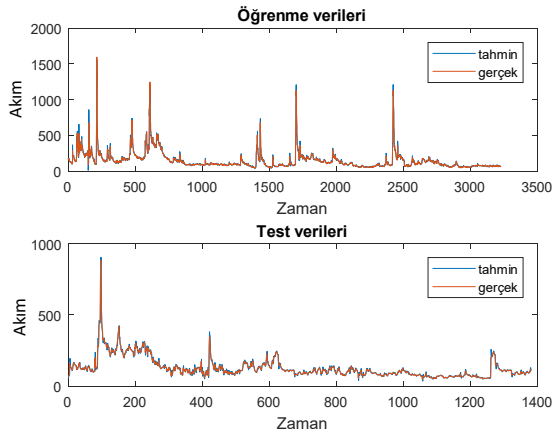 Öğrenme verileri
2000
1500
1000
500
0
Akım
tahmin
gerçek
0 500 1000 1500 2000 2500 3000 3500
Zaman
Test verileri
1000
500
0
Akım
tahmin
gerçek
0 200 400 600 800 1000 1200 1400
Zaman